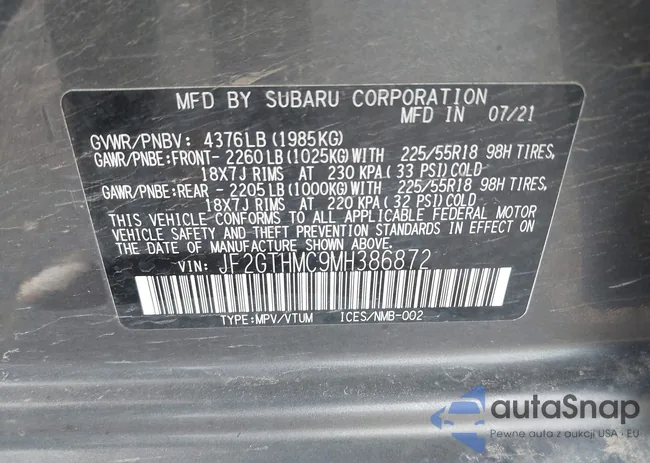 MFD BY SUBARU CORPORATION
MFD IN 07/21
GVWR/PNBV: 4376LB (1985KG)
GAWR/PNBE:FRONT- 2260LB (1025KG) WITH 225/55R18 98H TIRES,
18X7J RIMS AT 230 KPA (33 PSI) COLD
GAWR/PNBE:REAR - 2205LB (1000KG) WITH 225/55R18 98H TIRES,
18X7J RIMS AT 220 KPA (32 PSI) COLD
THIS VEHICLE CONFORMS TO ALL APPLICABLE FEDERAL MOTOR
VEHICLE SAFETY AND THEFT PREVENTION STANDARDS IN EFFECT ON
THE DATE OF MANUFACTURE SHOWN ABOVE.
VIN: JF2GTHMC9MH386872
TYPE:MPV/VTUM ICES/NMB-002
autoSnap
Pewne auta z aukcji USA i EU